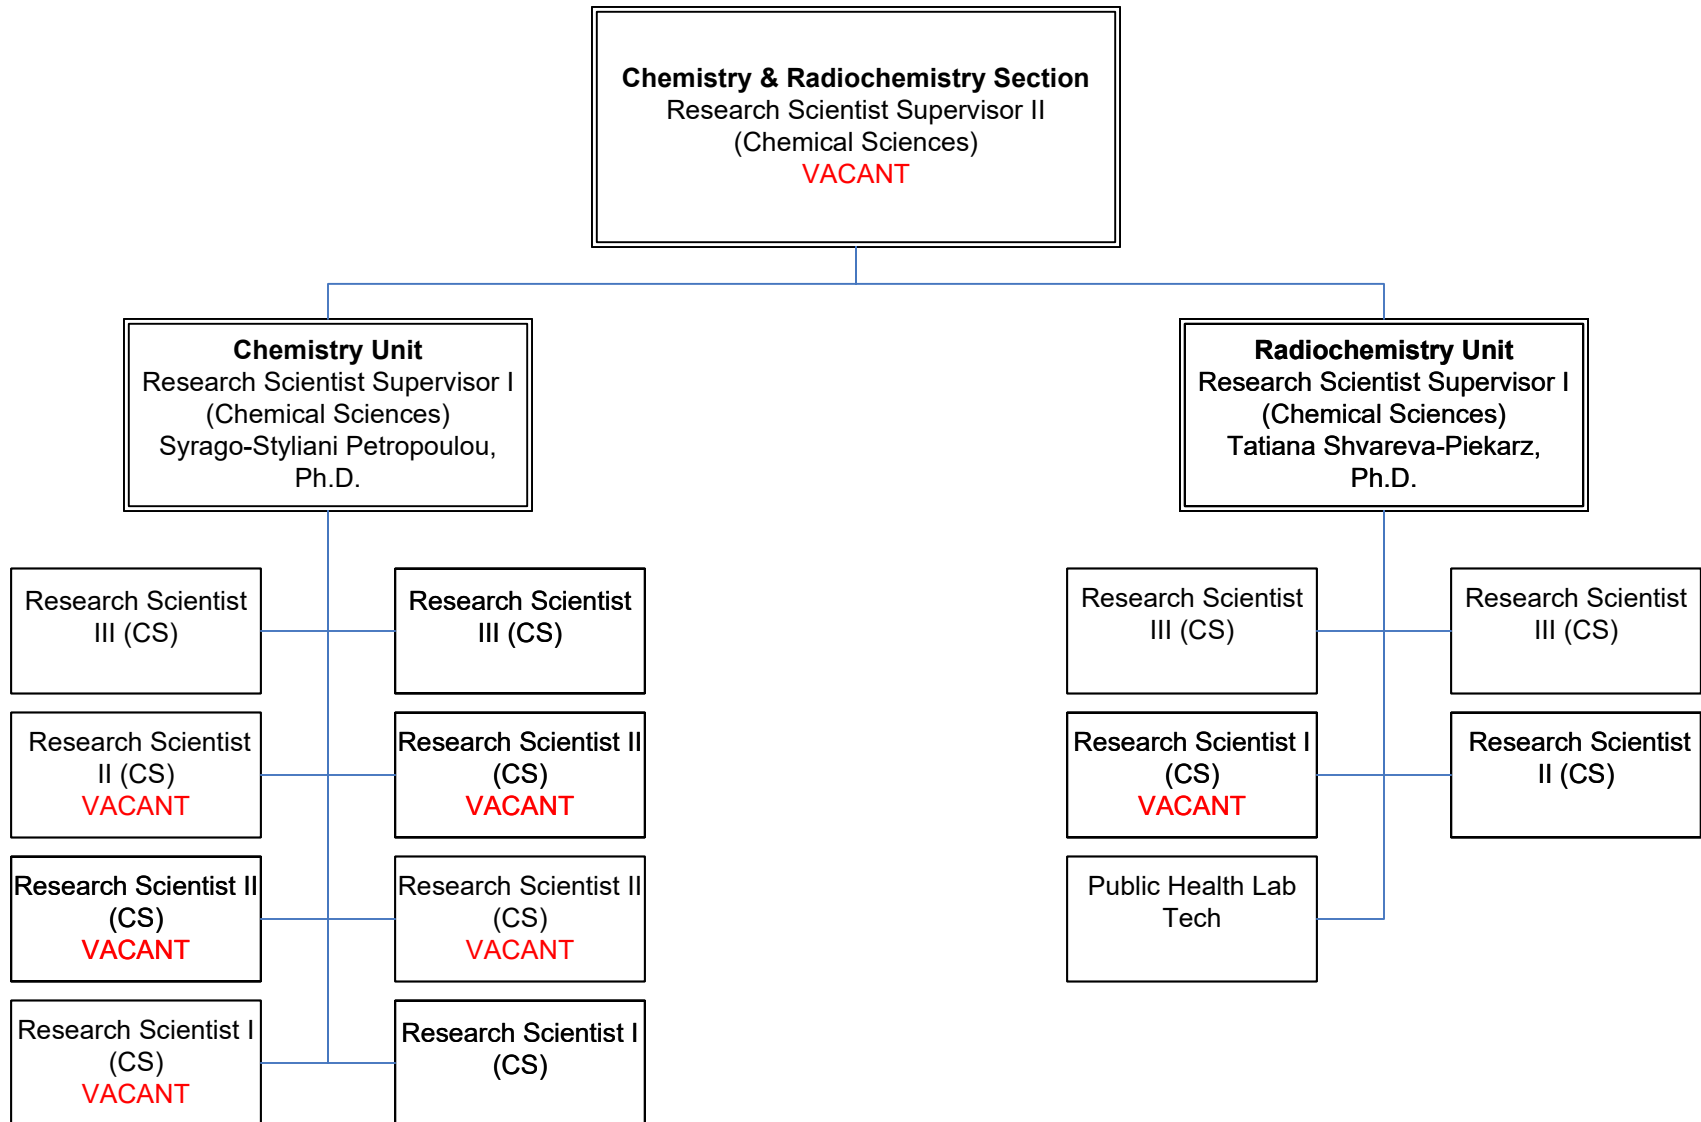 Chemistry & Radiochemistry Section
Research Scientist Supervisor II
(Chemical Sciences)
VACANT
Chemistry Unit
Research Scientist Supervisor I
(Chemical Sciences)
Syrago-Styliani Petropoulou,
Ph.D.
Radiochemistry Unit
Research Scientist Supervisor I
(Chemical Sciences)
Tatiana Shvareva-Piekarz,
Ph.D.
Research Scientist
III (CS)
Research Scientist
III (CS)
Research Scientist
II (CS)
VACANT
Research Scientist II
(CS)
VACANT
Research Scientist II
(CS)
VACANT
Research Scientist II
(CS)
VACANT
Research Scientist I
(CS)
VACANT
Research Scientist I
(CS)
Research Scientist
III (CS)
Research Scientist
III (CS)
Research Scientist I
(CS)
VACANT
Research Scientist
II (CS)
Public Health Lab
Tech